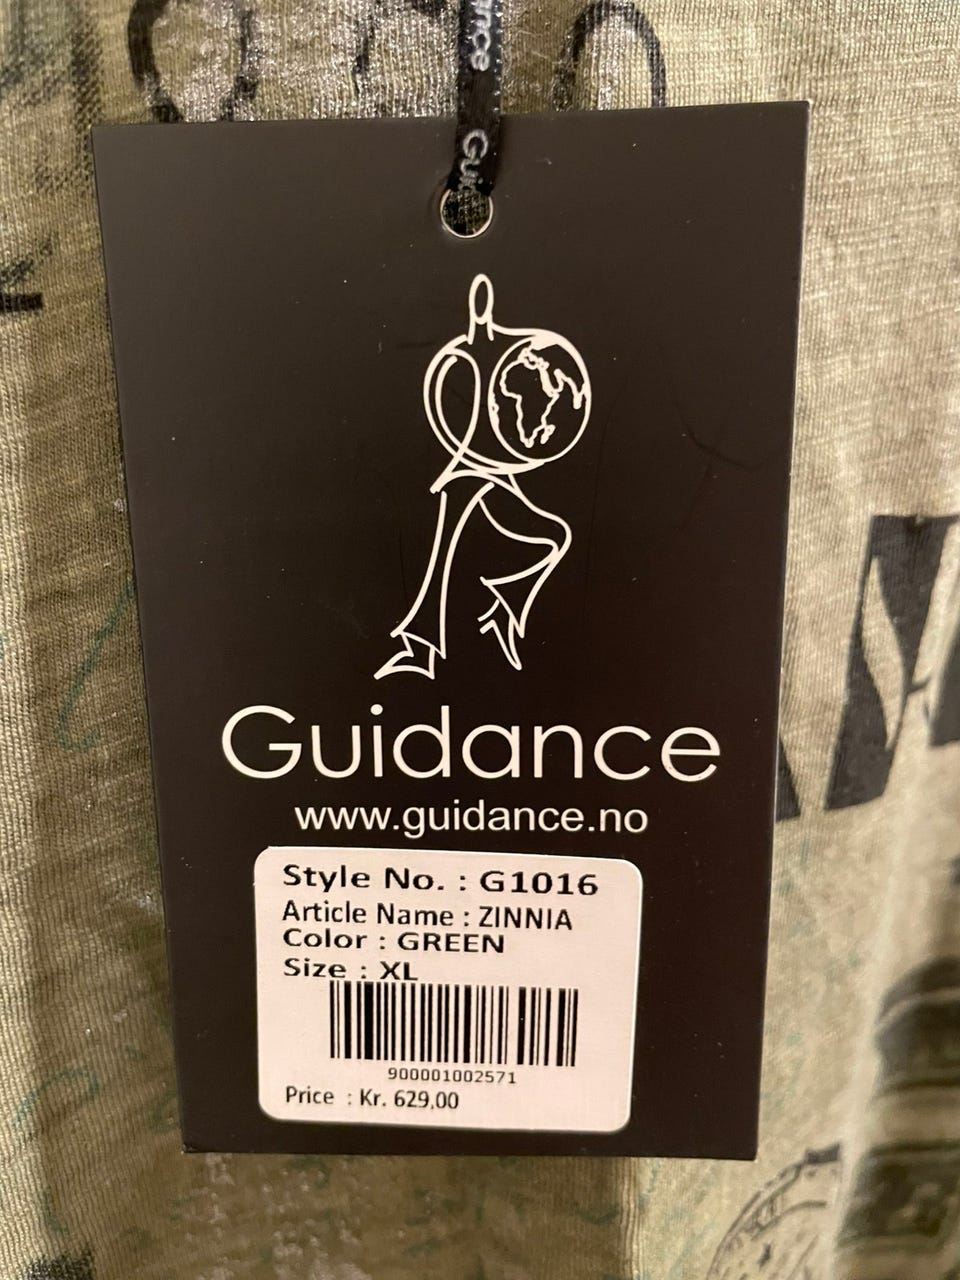 Guidance
www.guidance.no
Style No. : G1016
Article Name : ZINNIA
Color : GREEN
Size : XL
900001002571
Price : Kr. 629,00